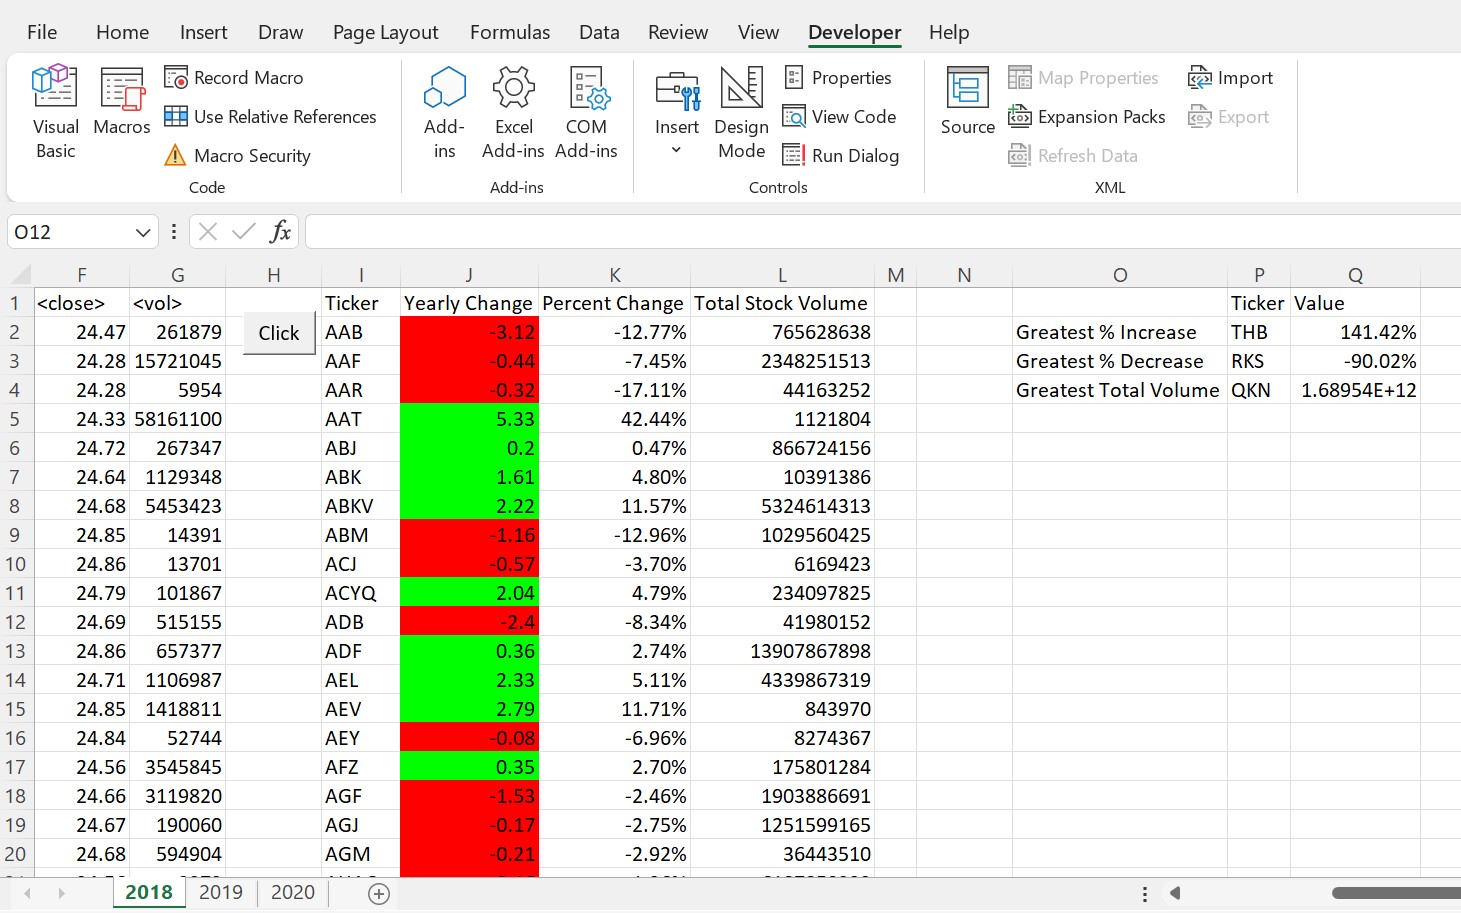 File Home Insert Draw Page Layout Formulas Data Review View Developer Help
Visual Basic Macros Record Macro Use Relative References Macro Security
Add-ins Excel Add-ins COM Add-ins
Insert Design Mode Properties View Code Run Dialog
Source Map Properties Expansion Packs Refresh Data Import Export
Code Add-ins Controls XML
O12 fx
F G H I J K L M N O P Q
1 <close> <vol> Ticker Yearly Change Percent Change Total Stock Volume Ticker Value
2 24.47 261879 Click AAB -3.12 -12.77% 765628638 Greatest % Increase THB 141.42%
3 24.28 15721045 AAF -0.44 -7.45% 2348251513 Greatest % Decrease RKS -90.02%
4 24.28 5954 AAR -0.32 -17.11% 44163252 Greatest Total Volume QKN 1.68954E+12
5 24.33 58161100 AAT 5.33 42.44% 1121804
6 24.72 267347 ABJ 0.2 0.47% 866724156
7 24.64 1129348 ABK 1.61 4.80% 10391386
8 24.68 5453423 ABKV 2.22 11.57% 5324614313
9 24.85 14391 ABM -1.16 -12.96% 1029560425
10 24.86 13701 ACJ -0.57 -3.70% 6169423
11 24.79 101867 ACYQ 2.04 4.79% 234097825
12 24.69 515155 ADB -2.4 -8.34% 41980152
13 24.86 657377 ADF 0.36 2.74% 13907867898
14 24.71 1106987 AEL 2.33 5.11% 4339867319
15 24.85 1418811 AEV 2.79 11.71% 843970
16 24.84 52744 AEY -0.08 -6.96% 8274367
17 24.56 3545845 AFZ 0.35 2.70% 175801284
18 24.66 3119820 AGF -1.53 -2.46% 1903886691
19 24.67 190060 AGJ -0.17 -2.75% 1251599165
20 24.68 594904 AGM -0.21 -2.92% 36443510
2018 2019 2020